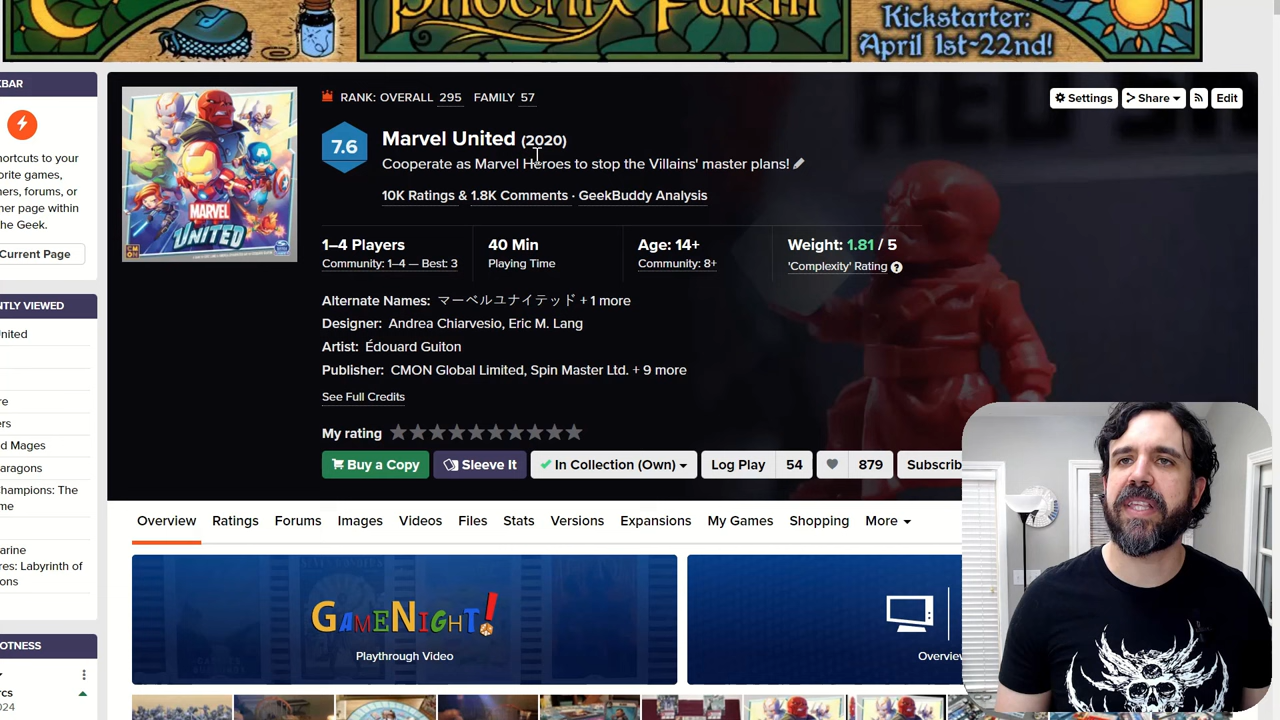 Phoenix Farm
Kickstarter:
April 1st-22nd!
KBAR
RANK: OVERALL 295 FAMILY 57
Settings
Share
Edit
7.6
Marvel United (2020)
Cooperate as Marvel Heroes to stop the Villains' master plans!
10K Ratings & 1.8K Comments · GeekBuddy Analysis
MARVEL
UNITED
CMON
hortcuts to your
orite games,
ners, forums, or
her page within
he Geek.
Current Page
1–4 Players
Community: 1–4 — Best: 3
40 Min
Playing Time
Age: 14+
Community: 8+
Weight: 1.81 / 5
'Complexity' Rating ?
NTLY VIEWED
nited
re
ers
d Mages
aragons
Champions: The
me
arine
res: Labyrinth of
ons
Alternate Names: マーベルユナイテッド + 1 more
Designer: Andrea Chiarvesio, Eric M. Lang
Artist: Édouard Guiton
Publisher: CMON Global Limited, Spin Master Ltd. + 9 more
See Full Credits
My rating
Buy a Copy
Sleeve It
In Collection (Own)
Log Play 54
879
Subscrib
Overview Ratings Forums Images Videos Files Stats Versions Expansions My Games Shopping More
GAMENIGHT!
Playthrough Video
Overvie
OTNESS
rcs
024